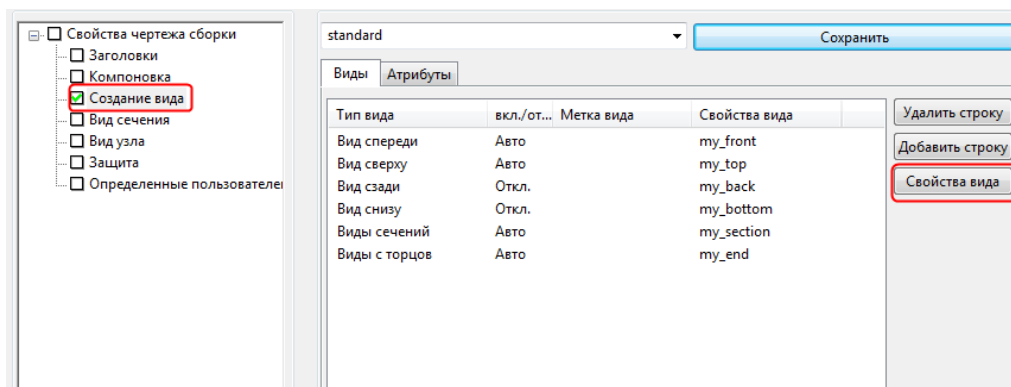 Свойства чертежа сборки
Заголовки
Компоновка
Создание вида
Вид сечения
Вид узла
Защита
Определенные пользователе
standard
Сохранить
Виды Атрибуты
Тип вида вкл./от... Метка вида Свойства вида
Вид спереди Авто my_front
Вид сверху Авто my_top
Вид сзади Откл. my_back
Вид снизу Откл. my_bottom
Виды сечений Авто my_section
Виды с торцов Авто my_end
Удалить строку
Добавить строку
Свойства вида